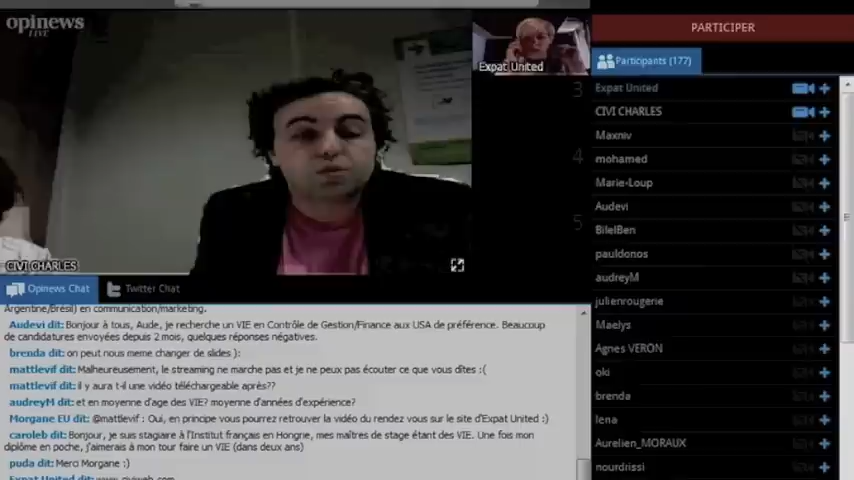 opinews
LIVE
Expat United
CIVI CHARLES
3
4
5
PARTICIPER
Participants (177)
Expat United
CIVI CHARLES
Maxniv
mohamed
Marie-Loup
Audevi
BilelBen
pauldonos
audreyM
julienrougerie
Maelys
Agnes VERON
oki
brenda
lena
Aurelien_MORAUX
nourdrissi
Opinews Chat
Twitter Chat
Argentine/Brésil) en communication/marketing.
Audevi dit: Bonjour à tous, Aude, je recherche un VIE en Contrôle de Gestion/Finance aux USA de préférence. Beaucoup
de candidatures envoyées depuis 2 mois, quelques réponses négatives.
brenda dit: on peut nous meme changer de slides ):
mattlevif dit: Malheureusement, le streaming ne marche pas et je ne peux pas écouter ce que vous dîtes :(
mattlevif dit: il y aura t-il une vidéo téléchargeable après??
audreyM dit: et en moyenne d'age des VIE? moyenne d'années d'expérience?
Morgane EU dit: @mattlevif : Oui, en principe vous pourrez retrouver la vidéo du rendez vous sur le site d'Expat United :)
caroleb dit: Bonjour, je suis stagiaire à l'Institut français en Hongrie, mes maîtres de stage étant des VIE. Une fois mon
diplôme en poche, j'aimerais à mon tour faire un VIE (dans deux ans)
puda dit: Merci Morgane :)
Expat United dit: www.civiweb.com